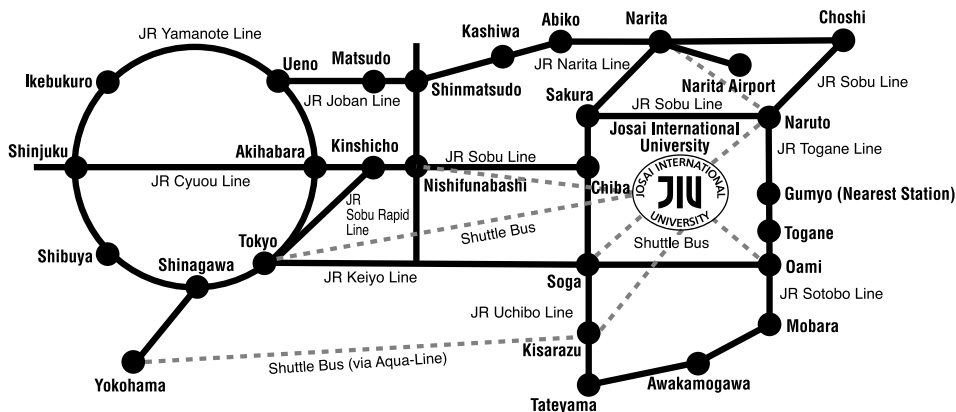 Choshi
Narita
Abiko
Kashiwa
JR Yamanote Line
Ueno
Matsudo
JR Narita Line
Narita Airport
JR Sobu Line
Ikebukuro
JR Joban Line
Shinmatsudo
Sakura
JR Sobu Line
Josai International
University
Naruto
JR Togane Line
Shinjuku
Akihabara
Kinshicho
JR Sobu Line
JR Cyuou Line
Nishifunabashi
Chiba
JOSAI INTERNATIONAL
JIU
UNIVERSITY
Gumyo (Nearest Station)
JR
Sobu Rapid
Line
Shuttle Bus
Shuttle Bus
Togane
Tokyo
Shibuya
Shinagawa
JR Keiyo Line
Soga
Oami
JR Uchibo Line
JR Sotobo Line
Mobara
Kisarazu
Shuttle Bus (via Aqua-Line)
Yokohama
Awakamogawa
Tateyama